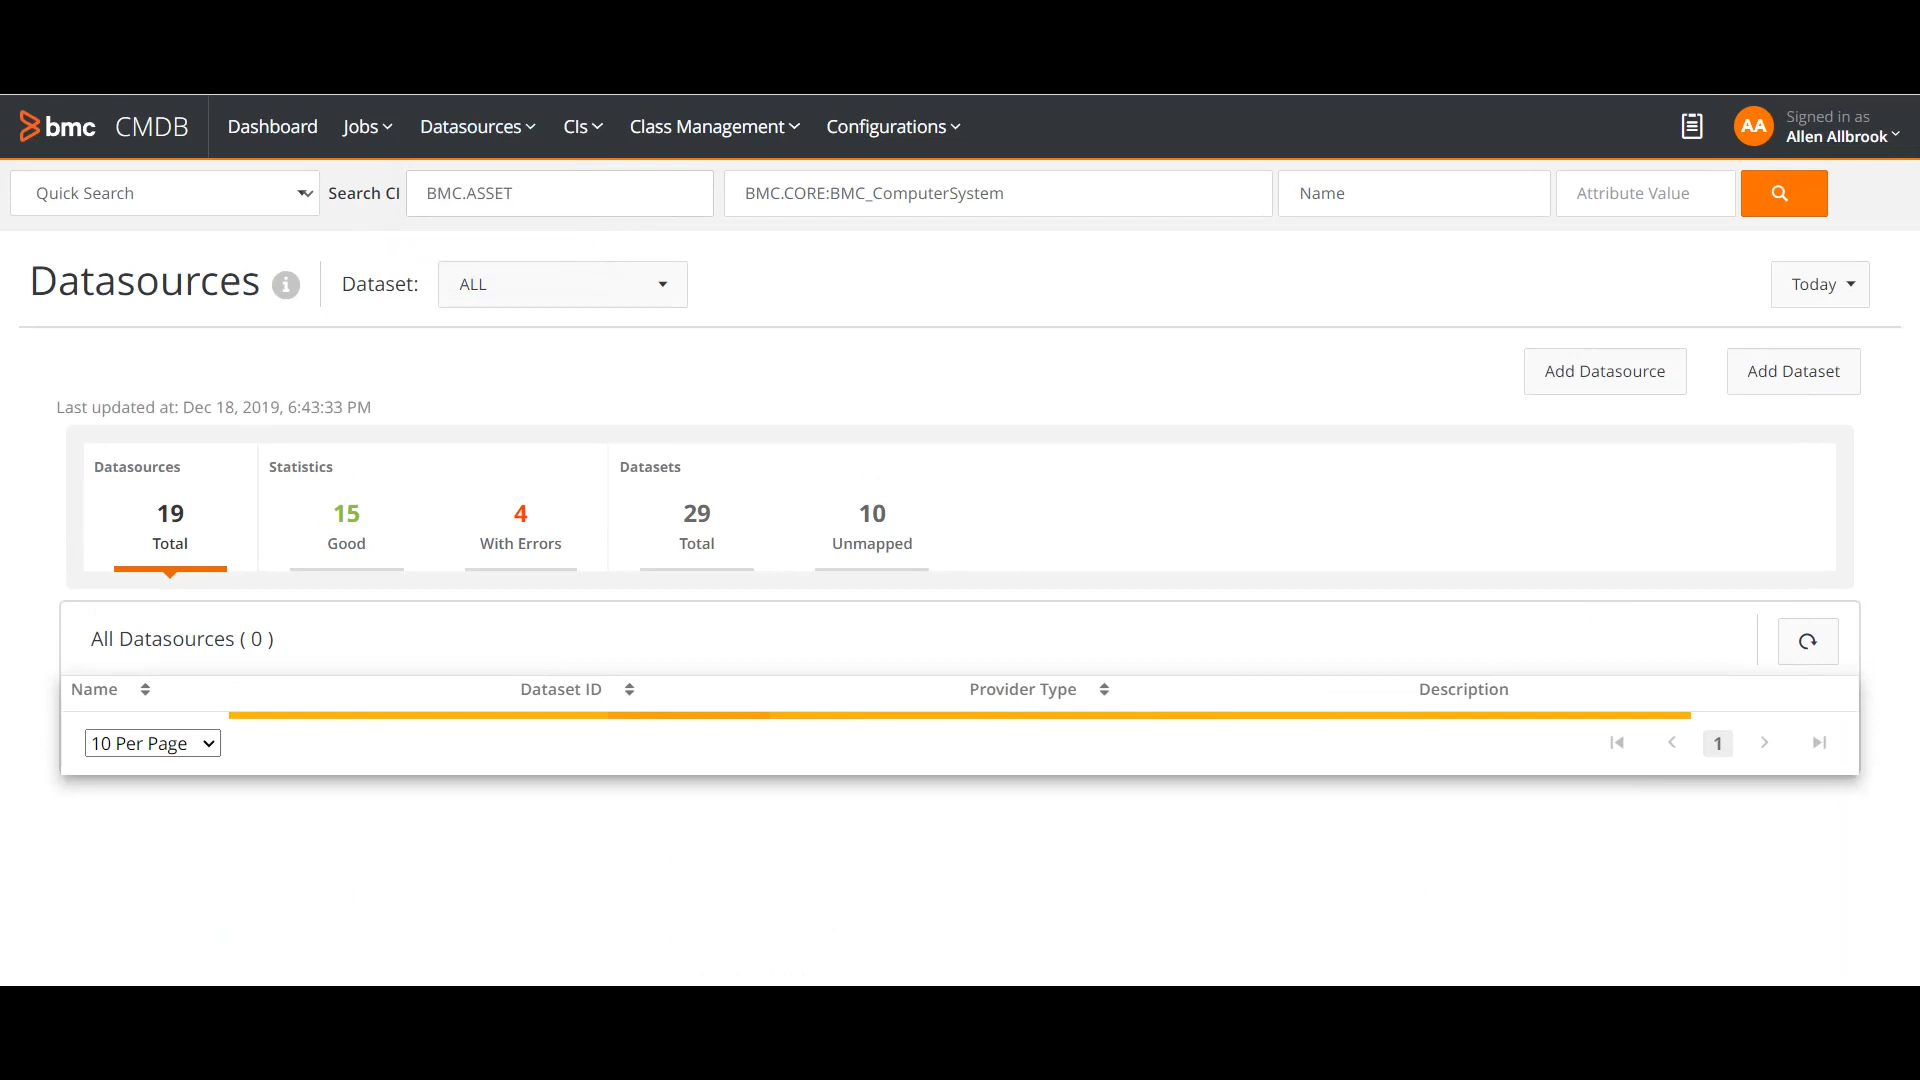 bmc CMDB Dashboard Jobs Datasources CIs Class Management Configurations AA Signed in as
Allen Allbrook
Quick Search Search CI BMC.ASSET BMC.CORE:BMC_ComputerSystem Name Attribute Value
Datasources i Dataset: ALL Today
Add Datasource Add Dataset
Last updated at: Dec 18, 2019, 6:43:33 PM
Datasources Statistics Datasets
19 15 4 29 10
Total Good With Errors Total Unmapped
All Datasources ( 0 )
Name Dataset ID Provider Type Description
10 Per Page 1